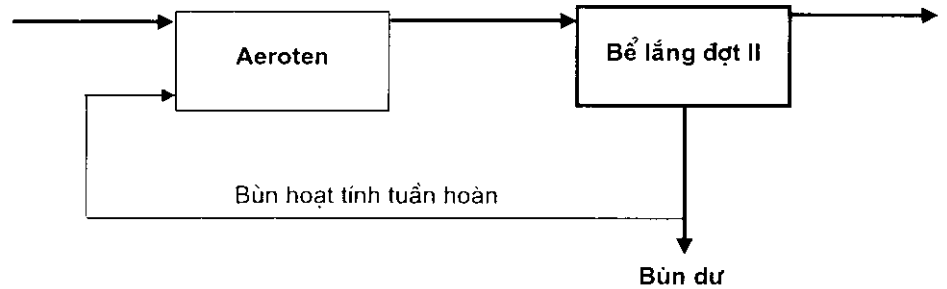 Aeroten
Bể lắng đợt II
Bùn hoạt tính tuần hoàn
Bùn dư